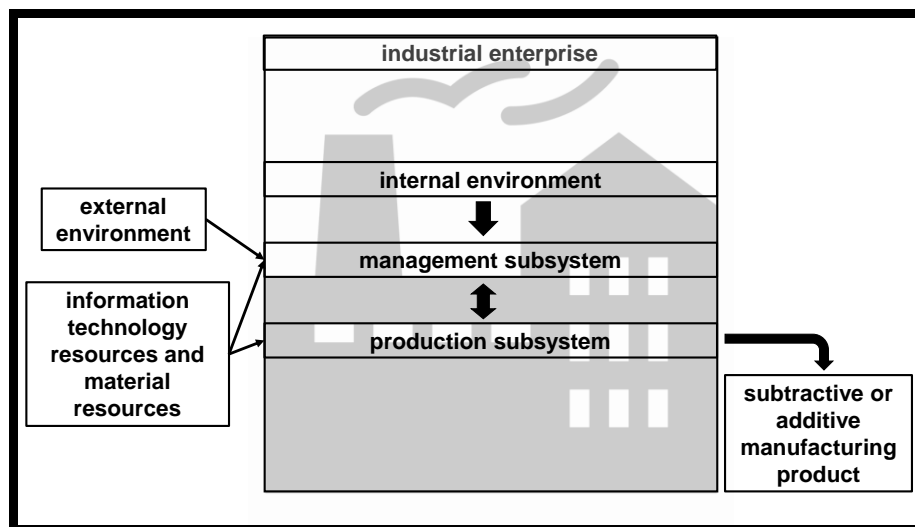 industrial enterprise
internal environment
external
environment
management subsystem
information
technology
resources and
material
resources
production subsystem
subtractive or
additive
manufacturing
product